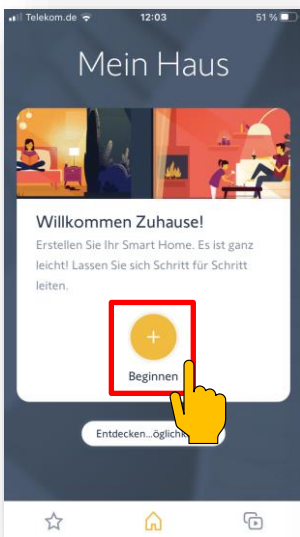 Telekom.de 12:03 51 %
Mein Haus
Willkommen Zuhause!
Erstellen Sie Ihr Smart Home. Es ist ganz
leicht! Lassen Sie sich Schritt für Schritt
leiten.
Beginnen
Entdecken...öglich